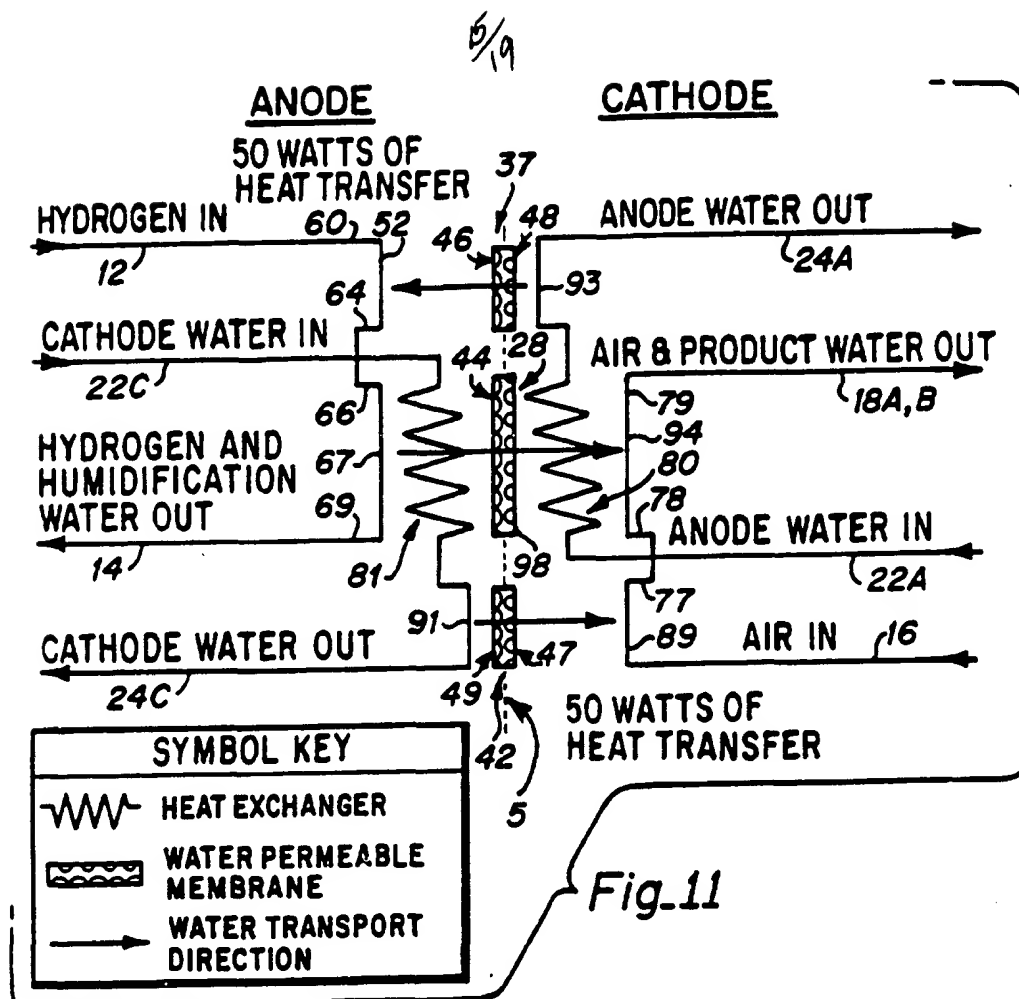 5/19
ANODE
CATHODE
50 WATTS OF
HEAT TRANSFER
37
HYDROGEN IN
60
52
46
48
ANODE WATER OUT
12
24A
64
93
CATHODE WATER IN
44
28
AIR & PRODUCT WATER OUT
22C
66
79
18A, B
HYDROGEN AND
HUMIDIFICATION
WATER OUT
67
94
80
69
78
14
81
98
ANODE WATER IN
22A
77
91
89
AIR IN
16
CATHODE WATER OUT
24C
49
47
42
50 WATTS OF
HEAT TRANSFER
5
SYMBOL KEY
HEAT EXCHANGER
WATER PERMEABLE
MEMBRANE
WATER TRANSPORT
DIRECTION
Fig_11